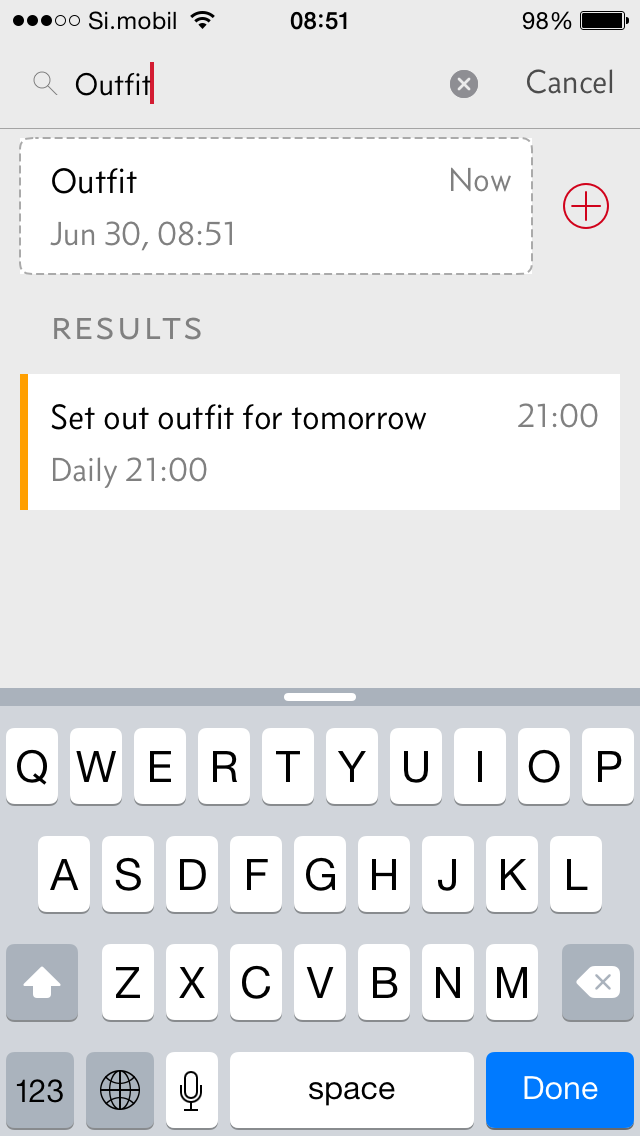 Si.mobil 08:51 98%
Outfit Cancel
Outfit Now
Jun 30, 08:51
RESULTS
Set out outfit for tomorrow 21:00
Daily 21:00
Q W E R T Y U I O P
A S D F G H J K L
Z X C V B N M
123 space Done